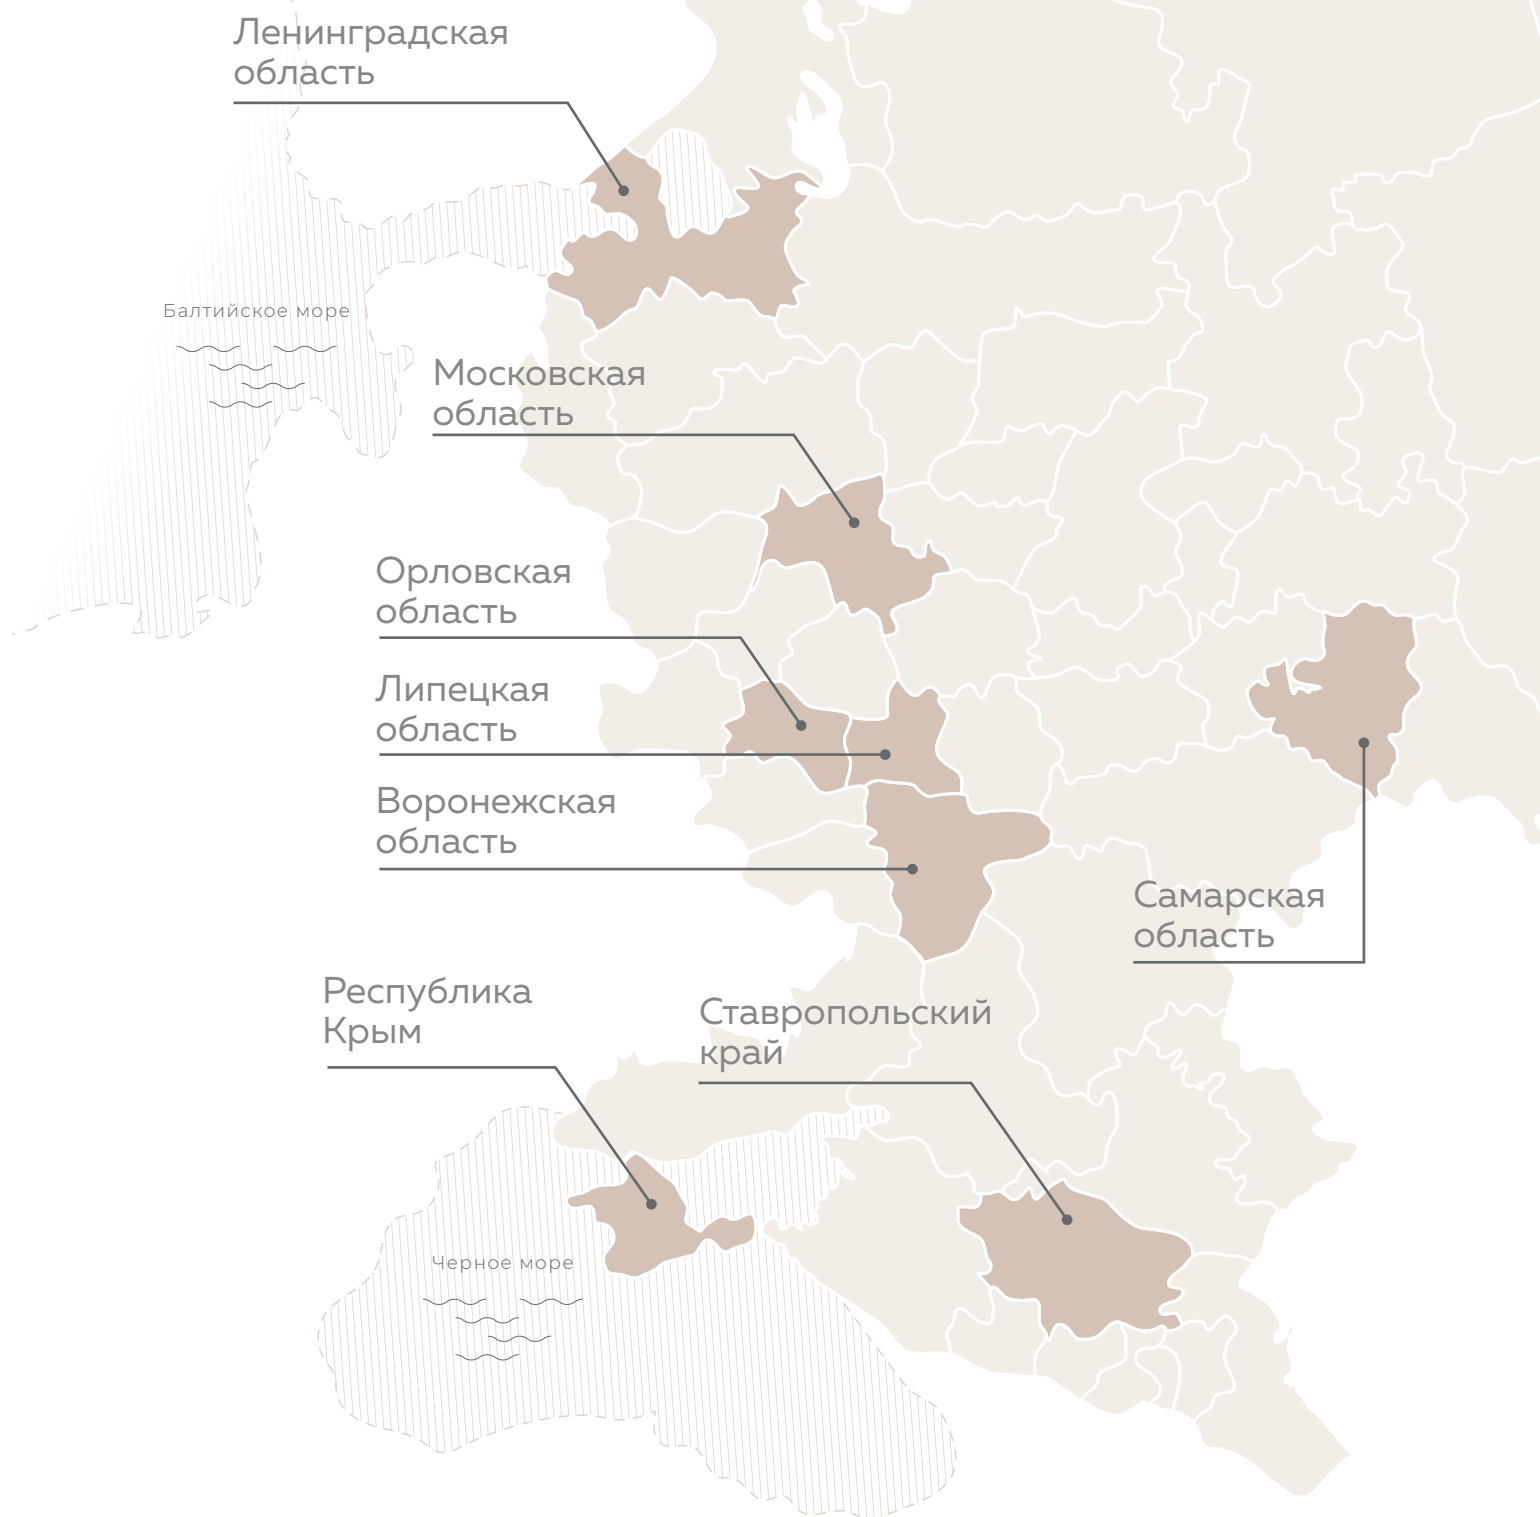 Ленинградская
область
Балтийское море
Московская
область
Орловская
область
Липецкая
область
Воронежская
область
Самарская
область
Республика
Крым
Ставропольский
край
Черное море